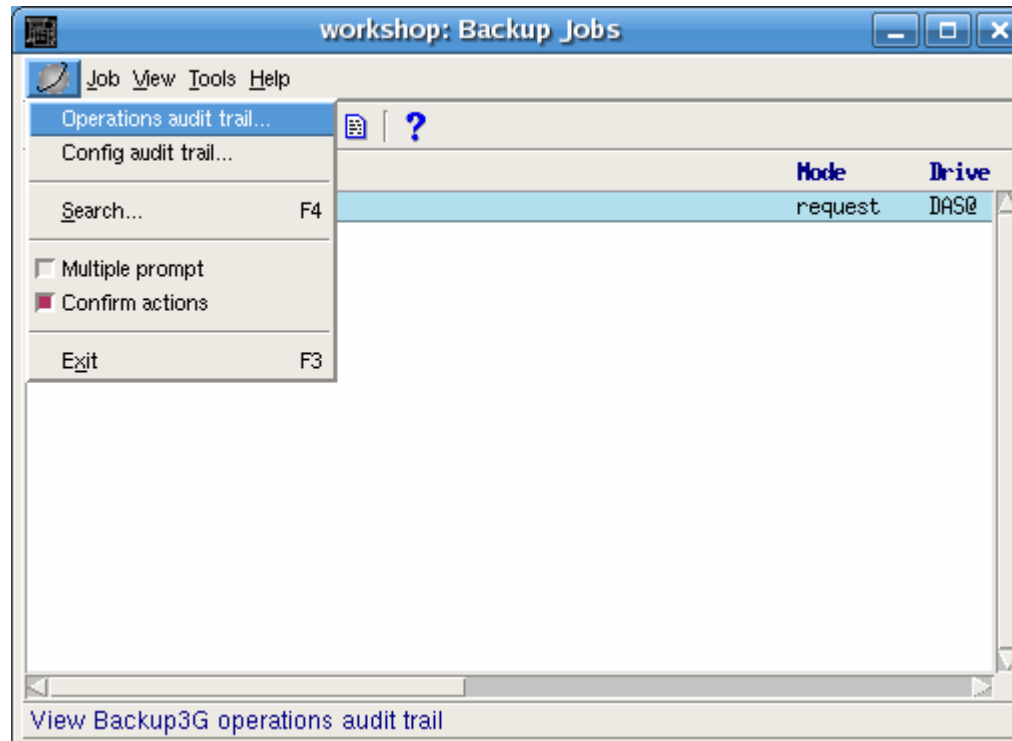 workshop: Backup Jobs
Job View Tools Help
Operations audit trail...
?
Config audit trail...
Mode Drive
Search... F4
request DAS@
Multiple prompt
Confirm actions
Exit F3
View Backup3G operations audit trail